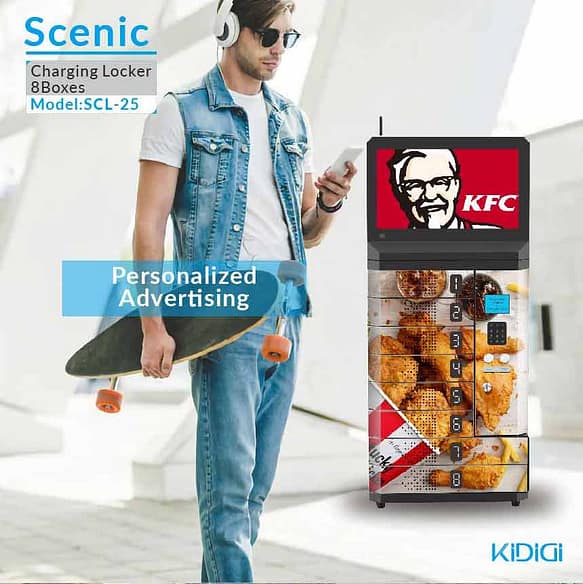 Scenic
Charging Locker
8Boxes
Model:SCL-25
KFC
Personalized
Advertising
1
2
3
4
5
6
7
8
KiDiGi